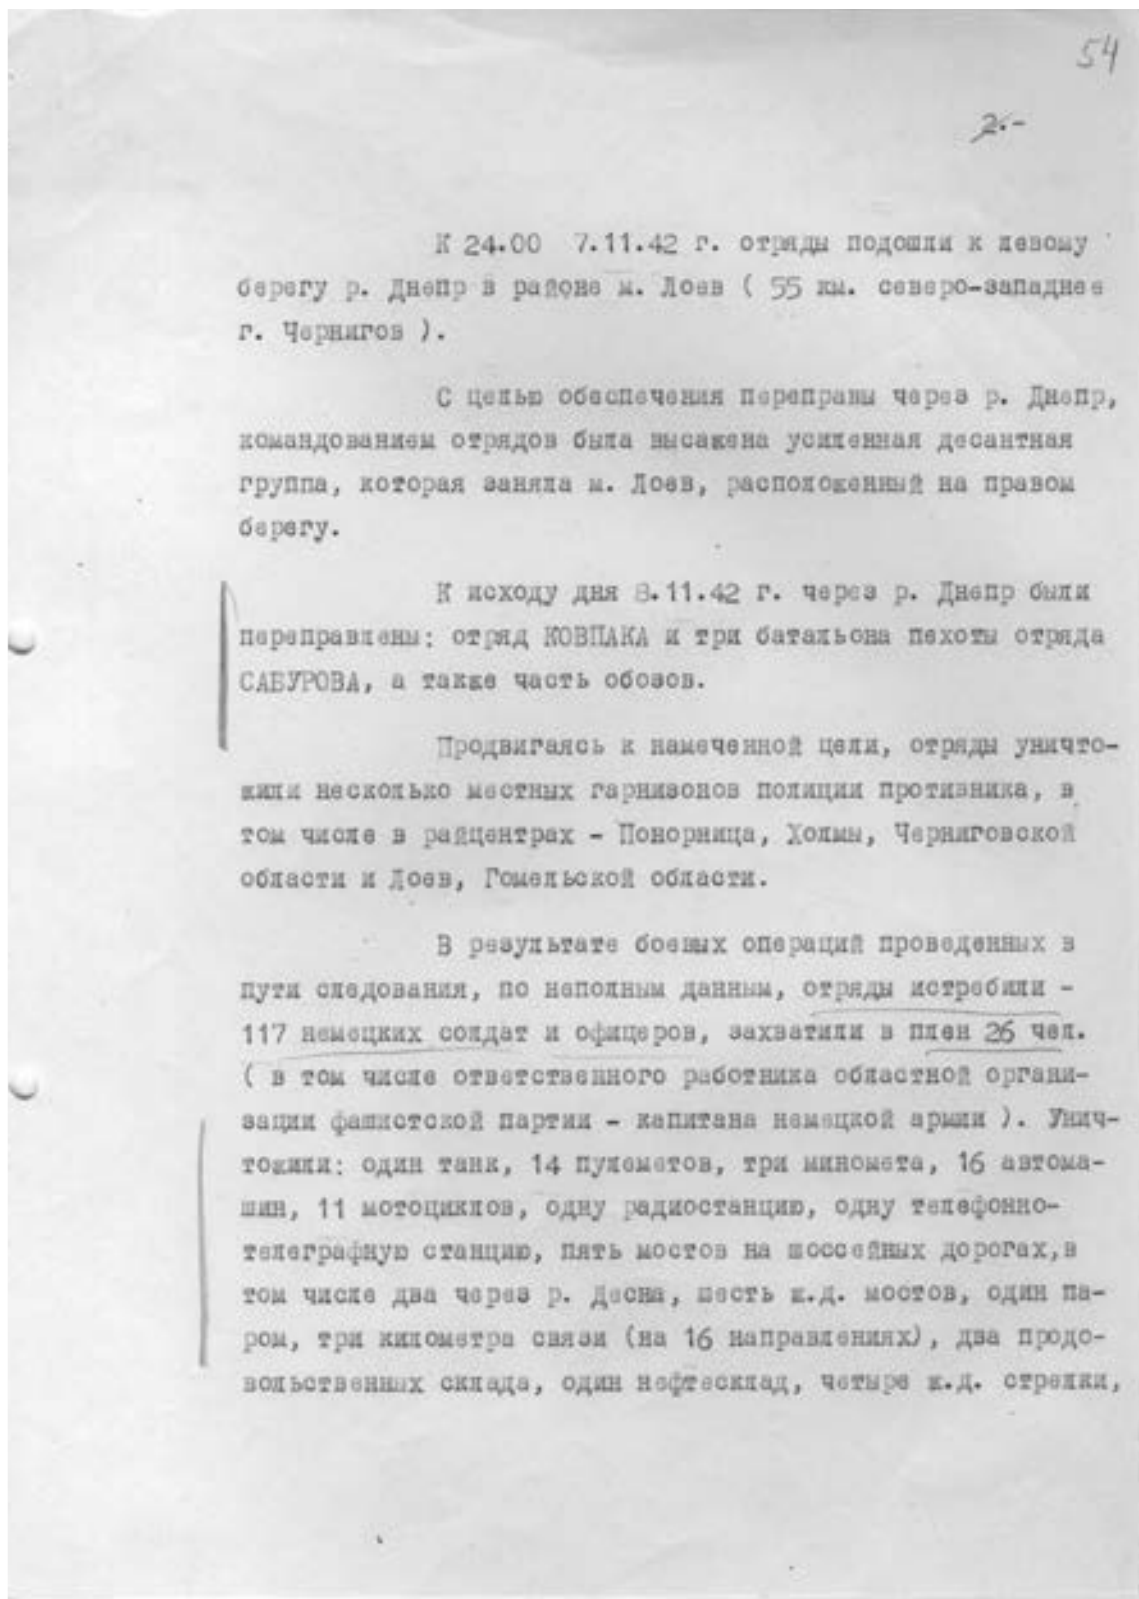 54
2.-
К 24.00 7.11.42 г. отряды подошли к левому
берегу р. Днепр в районе м. Лоев ( 55 км. северо-западнее
г. Чернигов ).
С целью обеспечения переправы через р. Днепр,
командованием отрядов была высажена усиленная десантная
группа, которая заняла м. Лоев, расположенный на правом
берегу.
К исходу дня 8.11.42 г. через р. Днепр были
переправлены: отряд КОВПАКА и три батальона пехоты отряда
САБУРОВА, а также часть обозов.
Продвигаясь к намеченной цели, отряды уничто-
жили несколько местных гарнизонов полиции противника, в
том числе в райцентрах - Понорница, Холмы, Черниговской
области и Лоев, Гомельской области.
В результате боевых операций проведенных в
пути следования, по неполным данным, отряды истребили -
117 немецких солдат и офицеров, захватили в плен 26 чел.
( в том числе ответственного работника областной органи-
зации фашистской партии - капитана немецкой армии ). Унич-
тожили: один танк, 14 пулеметов, три миномета, 16 автома-
шин, 11 мотоциклов, одну радиостанцию, одну телефонно-
телеграфную станцию, пять мостов на шоссейных дорогах,в
том числе два через р. Десна, шесть ж.д. мостов, один па-
ром, три километра связи (на 16 направлениях), два продо-
вольственных склада, один нефтесклад, четыре ж.д. стрелки,